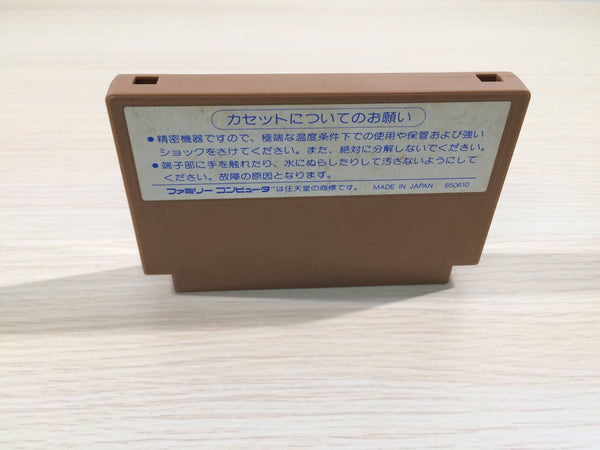 カセットについてのお願い
●精密機器ですので、極端な温度条件下での使用や保管および強い
ショックをさけてください。また、絶対に分解しないでください。
●端子部に手を触れたり、水にぬらしたりして汚さないようにして
ください。故障の原因となります。
ファミリー コンピュータは任天堂の商標です。 MADE IN JAPAN 850610